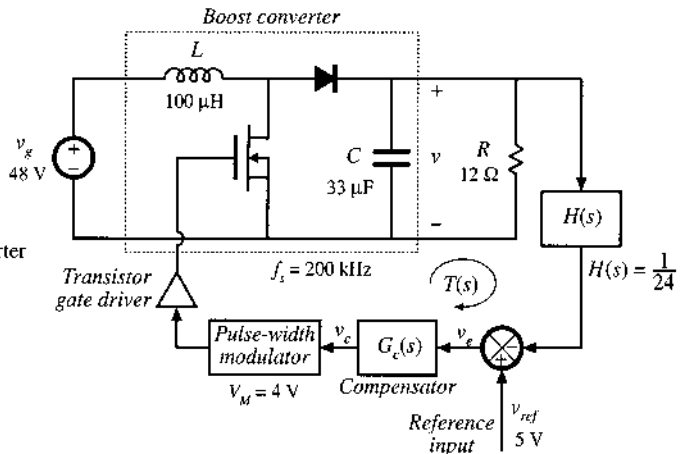 Boost converter
L
100 µH
v_g
48 V
+
−
C
33 µF
+
v
−
R
12 Ω
H(s)
H(s) = 1/24
rter
Transistor
gate driver
f_s = 200 kHz
T(s)
Pulse-width
modulator
V_M = 4 V
v_c
G_c(s)
Compensator
v_e
−
+
Reference
input
v_ref
5 V